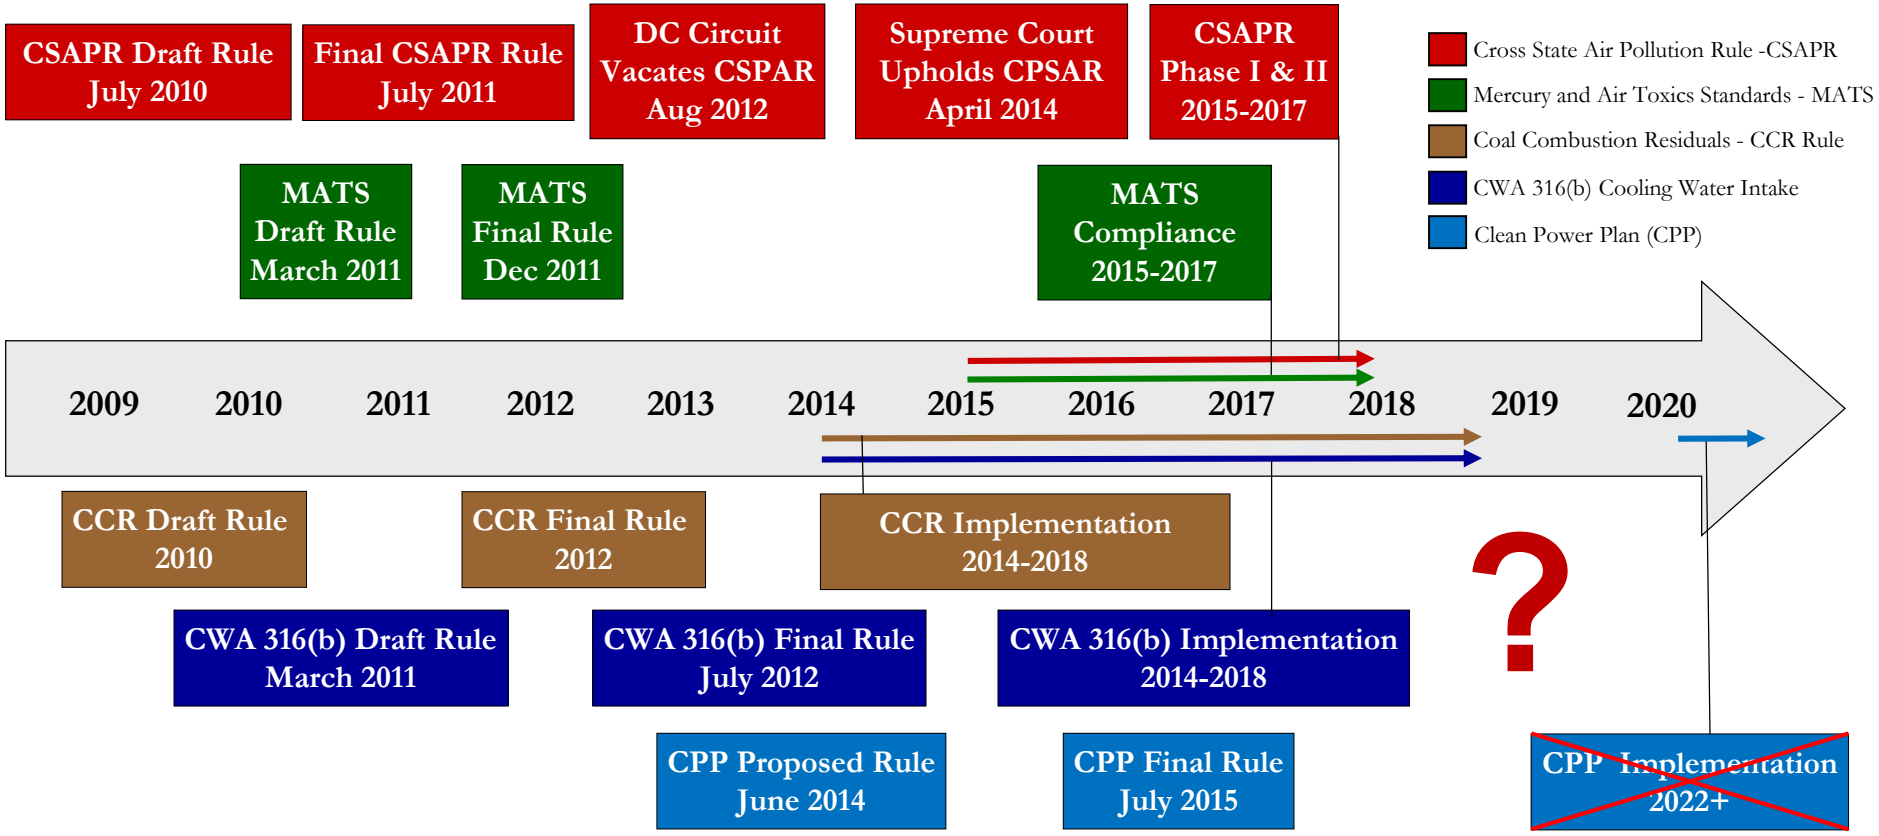 CSAPR Draft Rule
July 2010
Final CSAPR Rule
July 2011
DC Circuit
Vacates CSPAR
Aug 2012
Supreme Court
Upholds CPSAR
April 2014
CSAPR
Phase I & II
2015-2017
Cross State Air Pollution Rule -CSAPR
Mercury and Air Toxics Standards - MATS
Coal Combustion Residuals - CCR Rule
CWA 316(b) Cooling Water Intake
Clean Power Plan (CPP)
MATS
Draft Rule
March 2011
MATS
Final Rule
Dec 2011
MATS
Compliance
2015-2017
2009 2010 2011 2012 2013 2014 2015 2016 2017 2018 2019 2020
CCR Draft Rule
2010
CCR Final Rule
2012
CCR Implementation
2014-2018
?
CWA 316(b) Draft Rule
March 2011
CWA 316(b) Final Rule
July 2012
CWA 316(b) Implementation
2014-2018
CPP Proposed Rule
June 2014
CPP Final Rule
July 2015
CPP Implementation
2022+